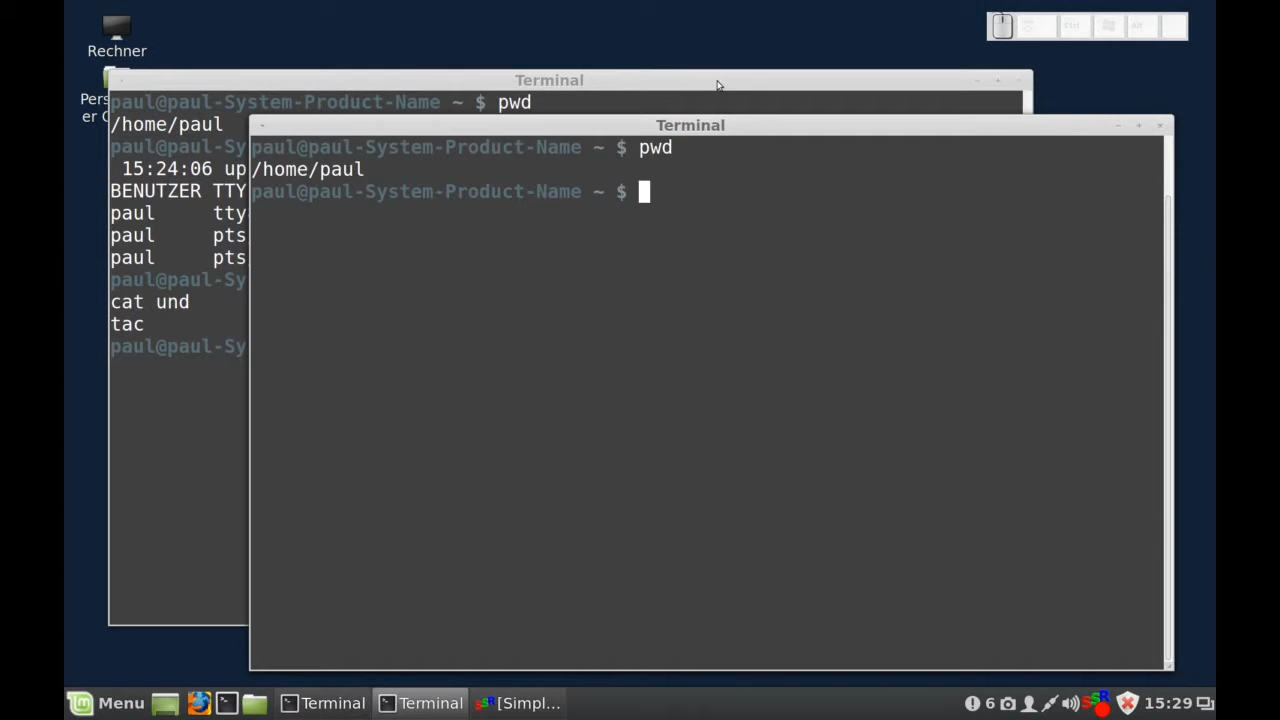 Rechner
Pers
er O
Terminal
paul@paul-System-Product-Name ~ $ pwd
/home/paul
paul@paul-Sy
15:24:06 up
BENUTZER TTY
paul tty
paul pts
paul pts
paul@paul-Sy
cat und
tac
paul@paul-Sy
Terminal
paul@paul-System-Product-Name ~ $ pwd
/home/paul
paul@paul-System-Product-Name ~ $
Ctrl Alt
Menu Terminal Terminal [Simpl... 6 15:29